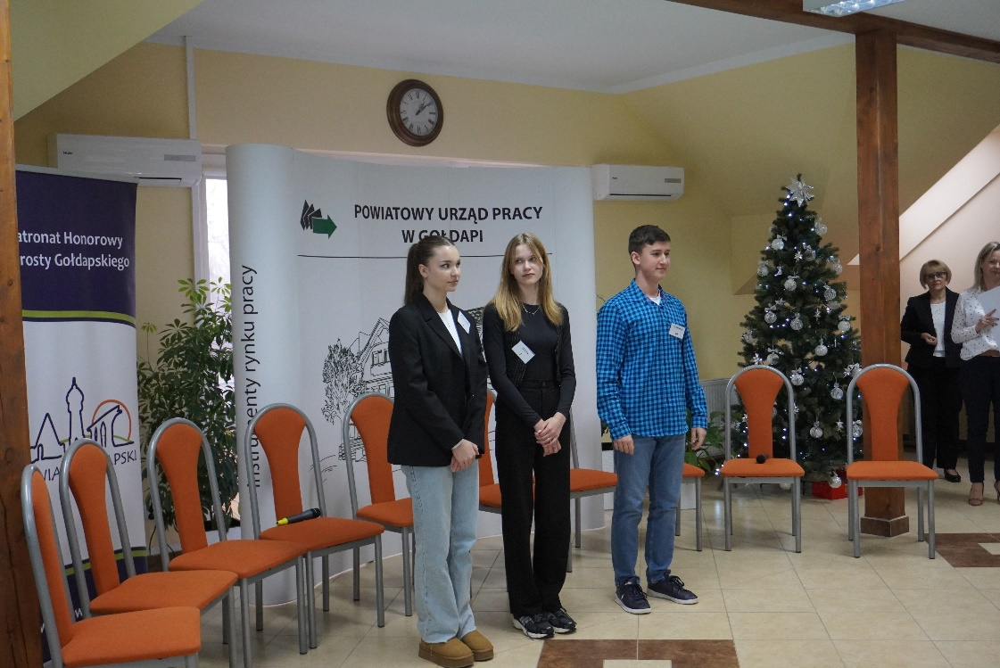 atronat Honorowy
rosty Gołdapskiego
POWIATOWY URZĄD PRACY
W GOŁDAPI
Instrumenty rynku pracy